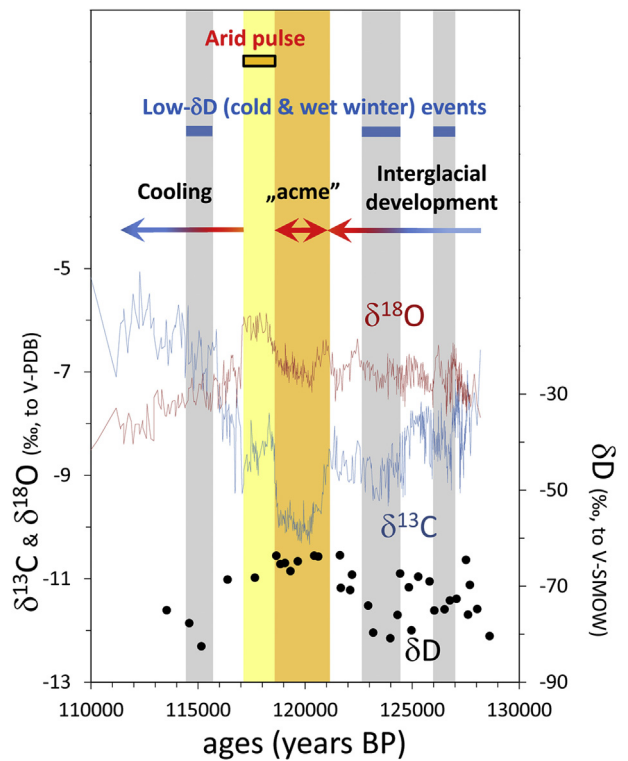 Arid pulse
Low-δD (cold & wet winter) events
Cooling
„acme”
Interglacial
development
-5
-7
-9
-11
-13
δ13C & δ18O (‰, to V-PDB)
δ18O
δ13C
δD
-30
-50
-70
-90
δD (‰, to V-SMOW)
110000 115000 120000 125000 130000
ages (years BP)